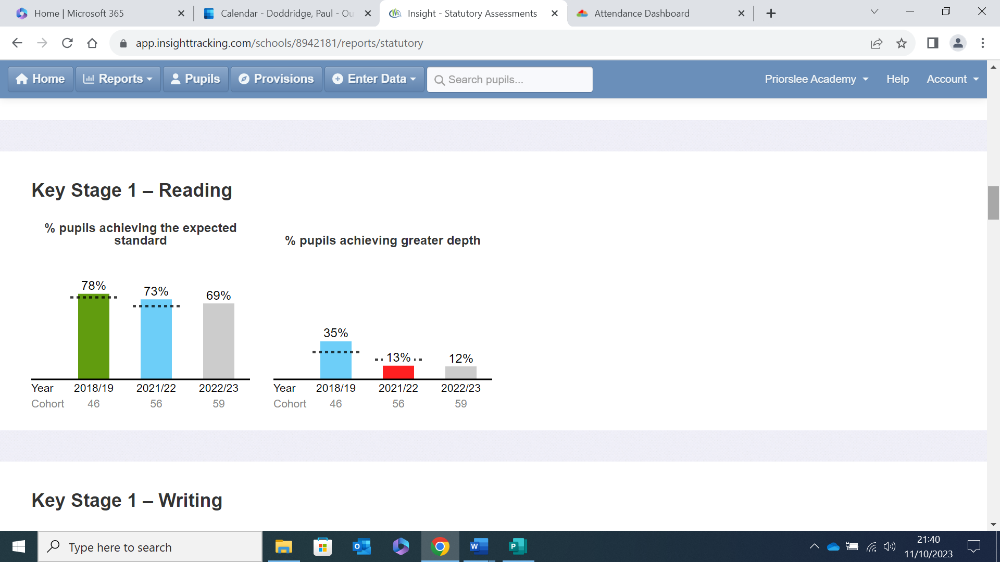 Home | Microsoft 365
Calendar - Doddridge, Paul - Ou
Insight - Statutory Assessments
Attendance Dashboard
app.insighttracking.com/schools/8942181/reports/statutory
Home Reports Pupils Provisions Enter Data Search pupils... Priorslee Academy Help Account
Key Stage 1 – Reading
% pupils achieving the expected
standard
% pupils achieving greater depth
78% 73% 69%
35% 13% 12%
Year 2018/19 2021/22 2022/23
Cohort 46 56 59
Year 2018/19 2021/22 2022/23
Cohort 46 56 59
Key Stage 1 – Writing
Type here to search
21:40
11/10/2023